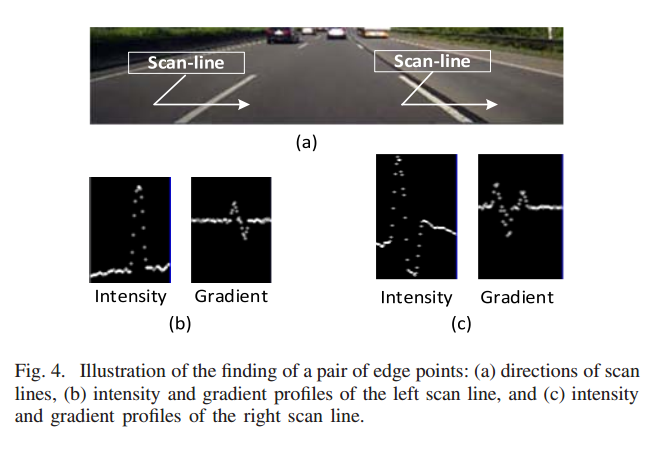 Scan-line
Scan-line
(a)
Intensity
Gradient
(b)
Intensity
Gradient
(c)
Fig. 4. Illustration of the finding of a pair of edge points: (a) directions of scan
lines, (b) intensity and gradient profiles of the left scan line, and (c) intensity
and gradient profiles of the right scan line.